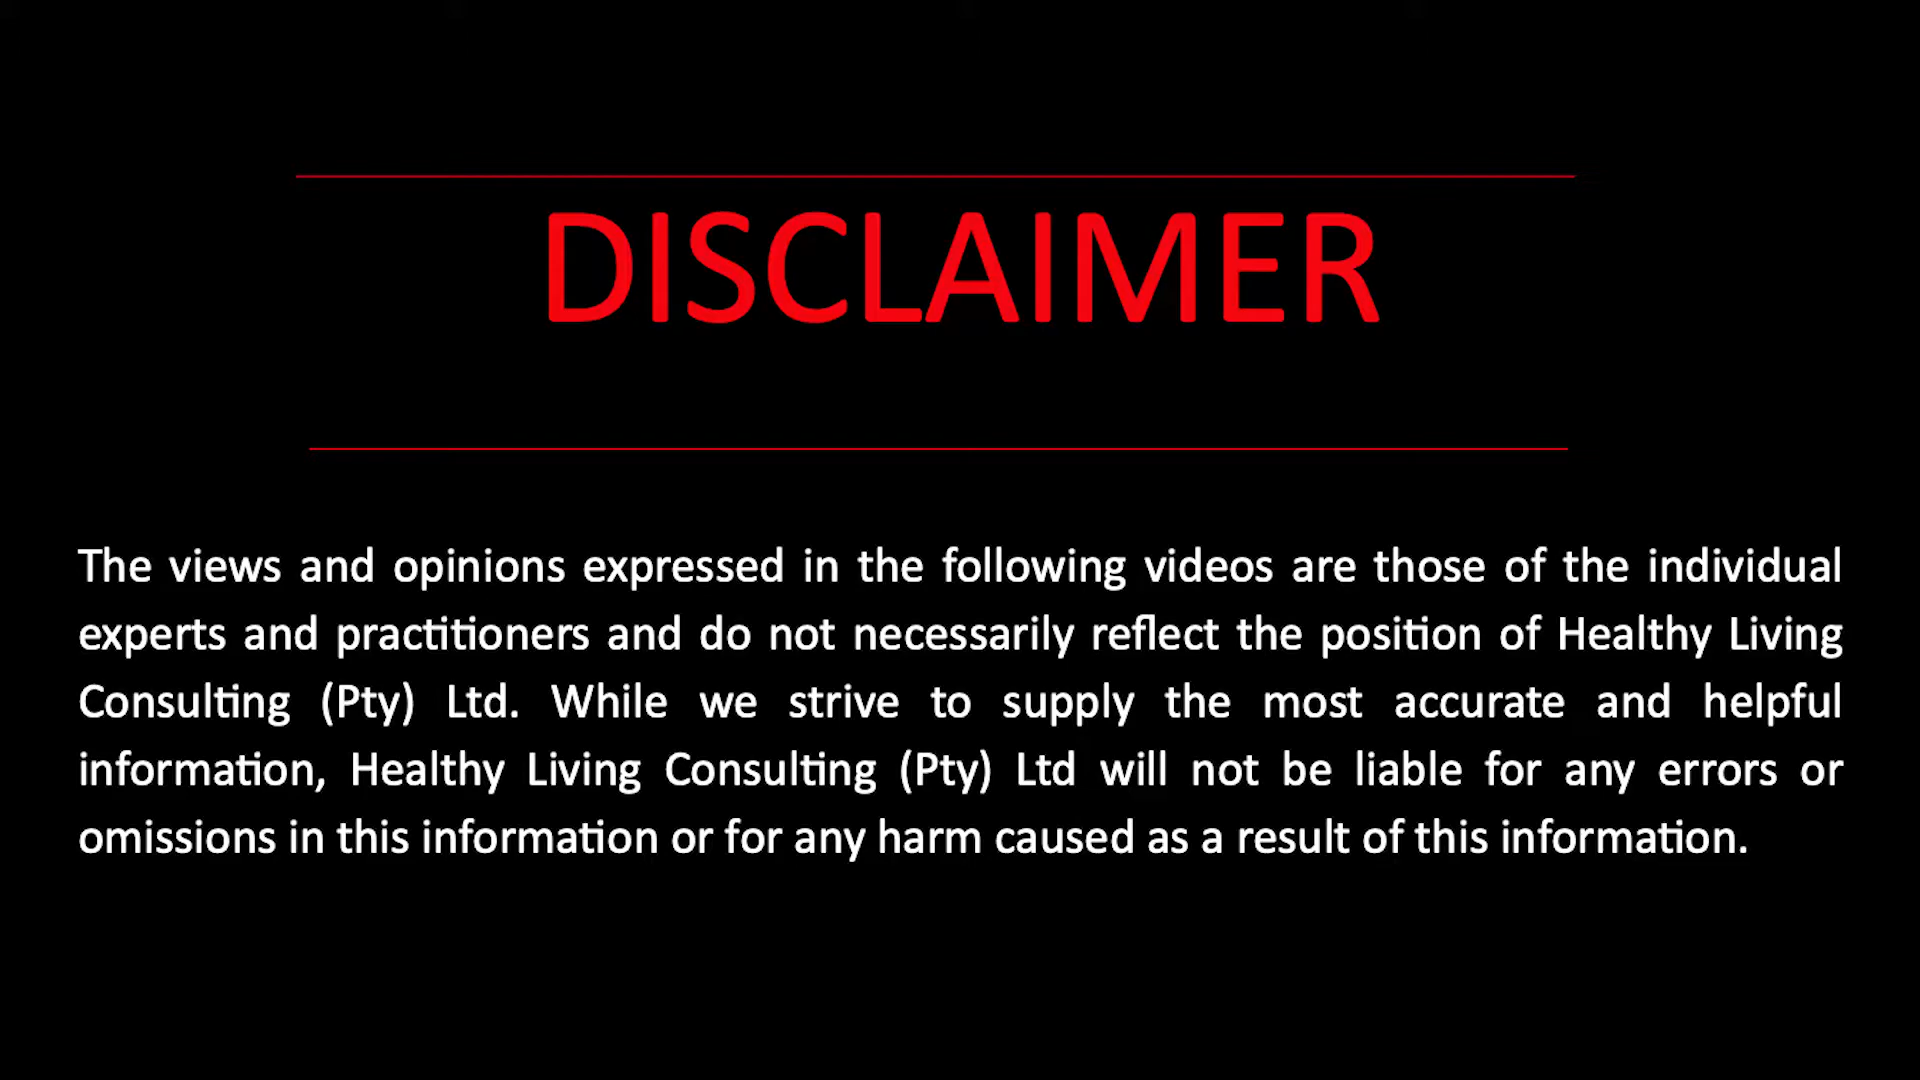 DISCLAIMER
The views and opinions expressed in the following videos are those of the individual
experts and practitioners and do not necessarily reflect the position of Healthy Living
Consulting (Pty) Ltd. While we strive to supply the most accurate and helpful
information, Healthy Living Consulting (Pty) Ltd will not be liable for any errors or
omissions in this information or for any harm caused as a result of this information.